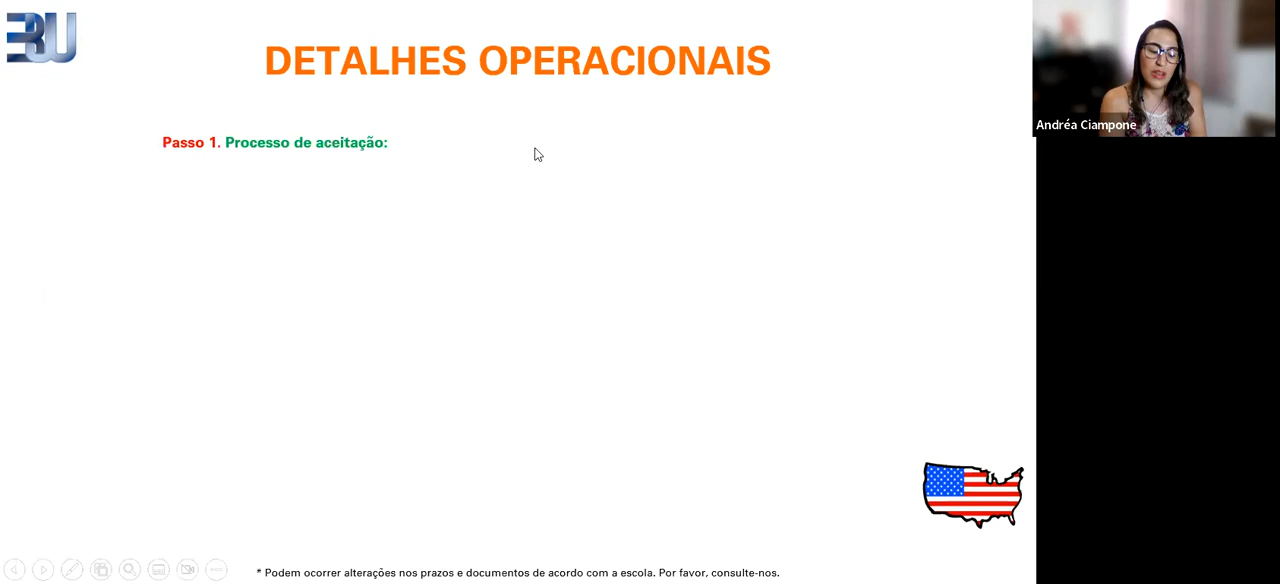 DETALHES OPERACIONAIS
Andréa Ciampone
Passo 1. Processo de aceitação:
* Podem ocorrer alterações nos prazos e documentos de acordo com a escola. Por favor, consulte-nos.